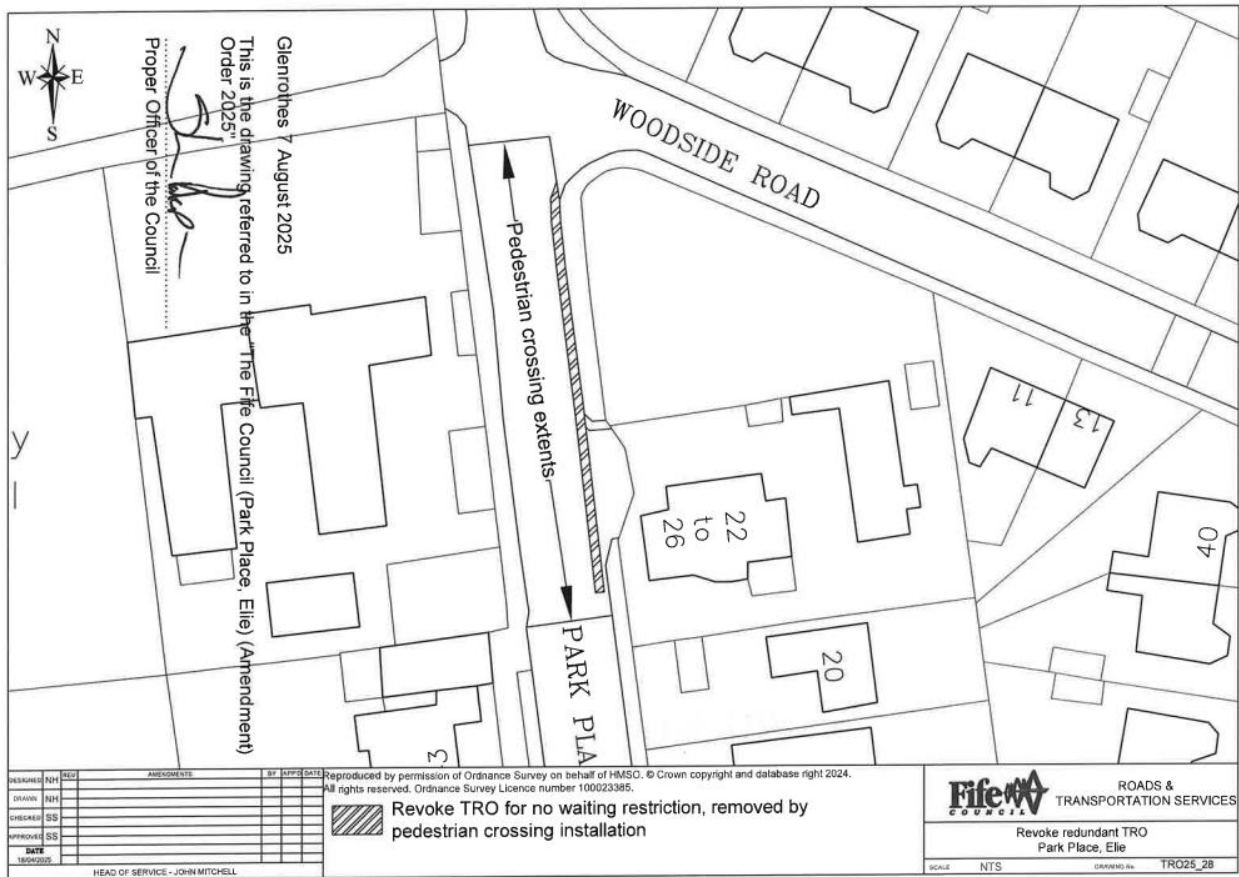 N
W E
S
Glenrothes 7 August 2025
This is the drawing referred to in the "The Fife Council (Park Place, Elie) (Amendment)
Order 2025"
Proper Officer of the Council
WOODSIDE ROAD
Pedestrian crossing extents
PARK PLA
11
13
22
to
26
40
20
3
y
DESIGNED NH
DRAWN NH
CHECKED SS
APPROVED SS
DATE
18/04/2025
REV AMENDMENTS BY APP'D DATE
HEAD OF SERVICE - JOHN MITCHELL
Reproduced by permission of Ordnance Survey on behalf of HMSO. © Crown copyright and database right 2024.
All rights reserved. Ordnance Survey Licence number 100023385.
Revoke TRO for no waiting restriction, removed by
pedestrian crossing installation
Fife
COUNCIL
ROADS &
TRANSPORTATION SERVICES
Revoke redundant TRO
Park Place, Elie
SCALE NTS DRAWING No. TRO25_28